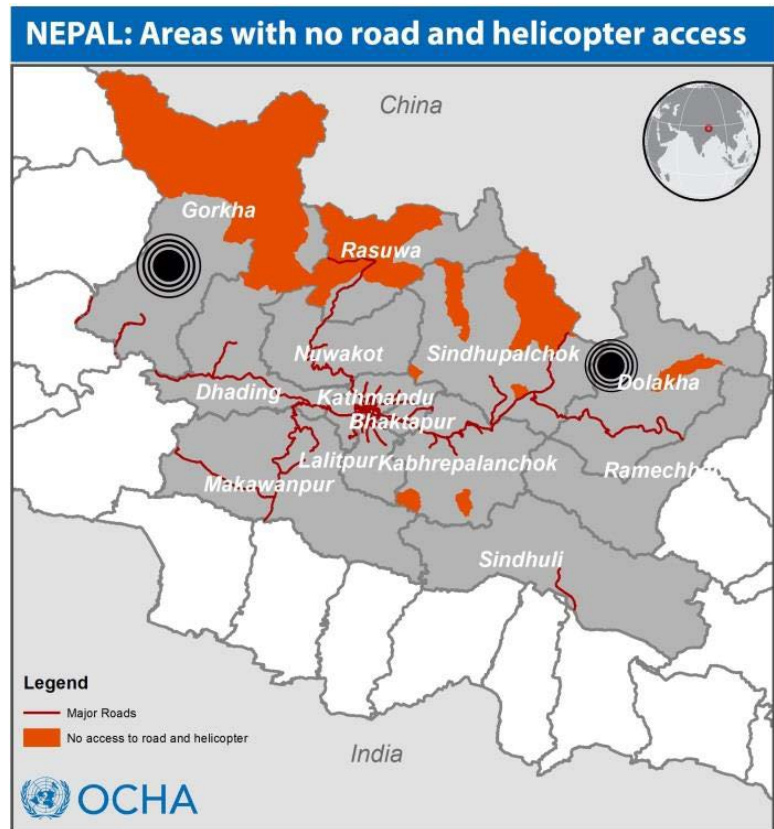 NEPAL: Areas with no road and helicopter access
China
Gorkha
Rasuwa
Nuwakot
Sindhupalchok
Dhading
Kathmandu
Dolakha
Bhaktapur
Lalitpur
Kabhrepalanchok
Ramechh
Makawanpur
Sindhuli
Legend
Major Roads
No access to road and helicopter
India
OCHA